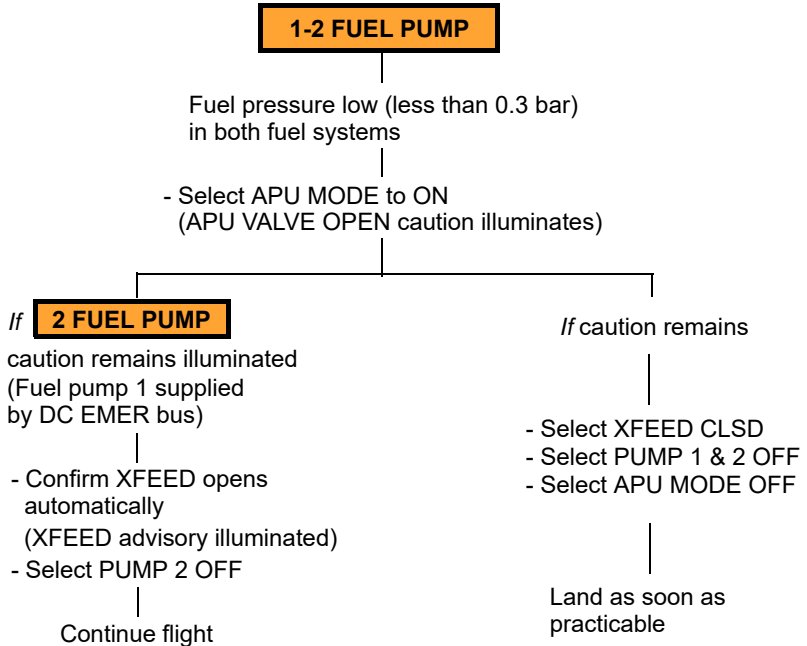 1-2 FUEL PUMP
Fuel pressure low (less than 0.3 bar)
in both fuel systems
- Select APU MODE to ON
(APU VALVE OPEN caution illuminates)
If 2 FUEL PUMP
caution remains illuminated
(Fuel pump 1 supplied
by DC EMER bus)
- Confirm XFEED opens
automatically
(XFEED advisory illuminated)
- Select PUMP 2 OFF
Continue flight
If caution remains
- Select XFEED CLSD
- Select PUMP 1 & 2 OFF
- Select APU MODE OFF
Land as soon as
practicable